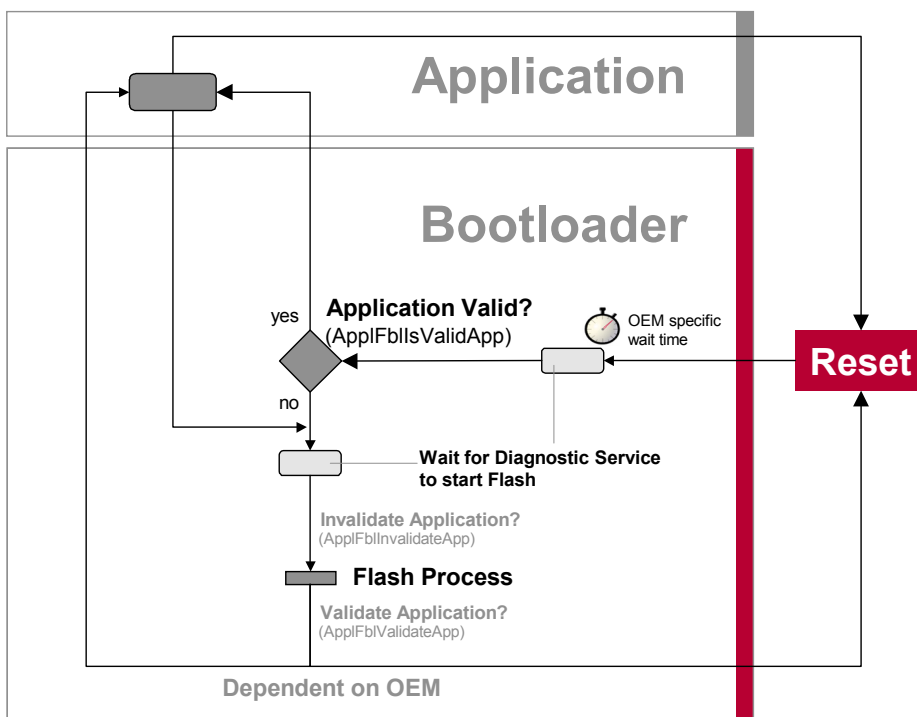 Application
Bootloader
Application Valid?
(ApplFblIsValidApp)
yes
no
OEM specific
wait time
Reset
Wait for Diagnostic Service
to start Flash
Invalidate Application?
(ApplFblInvalidateApp)
Flash Process
Validate Application?
(ApplFblValidateApp)
Dependent on OEM